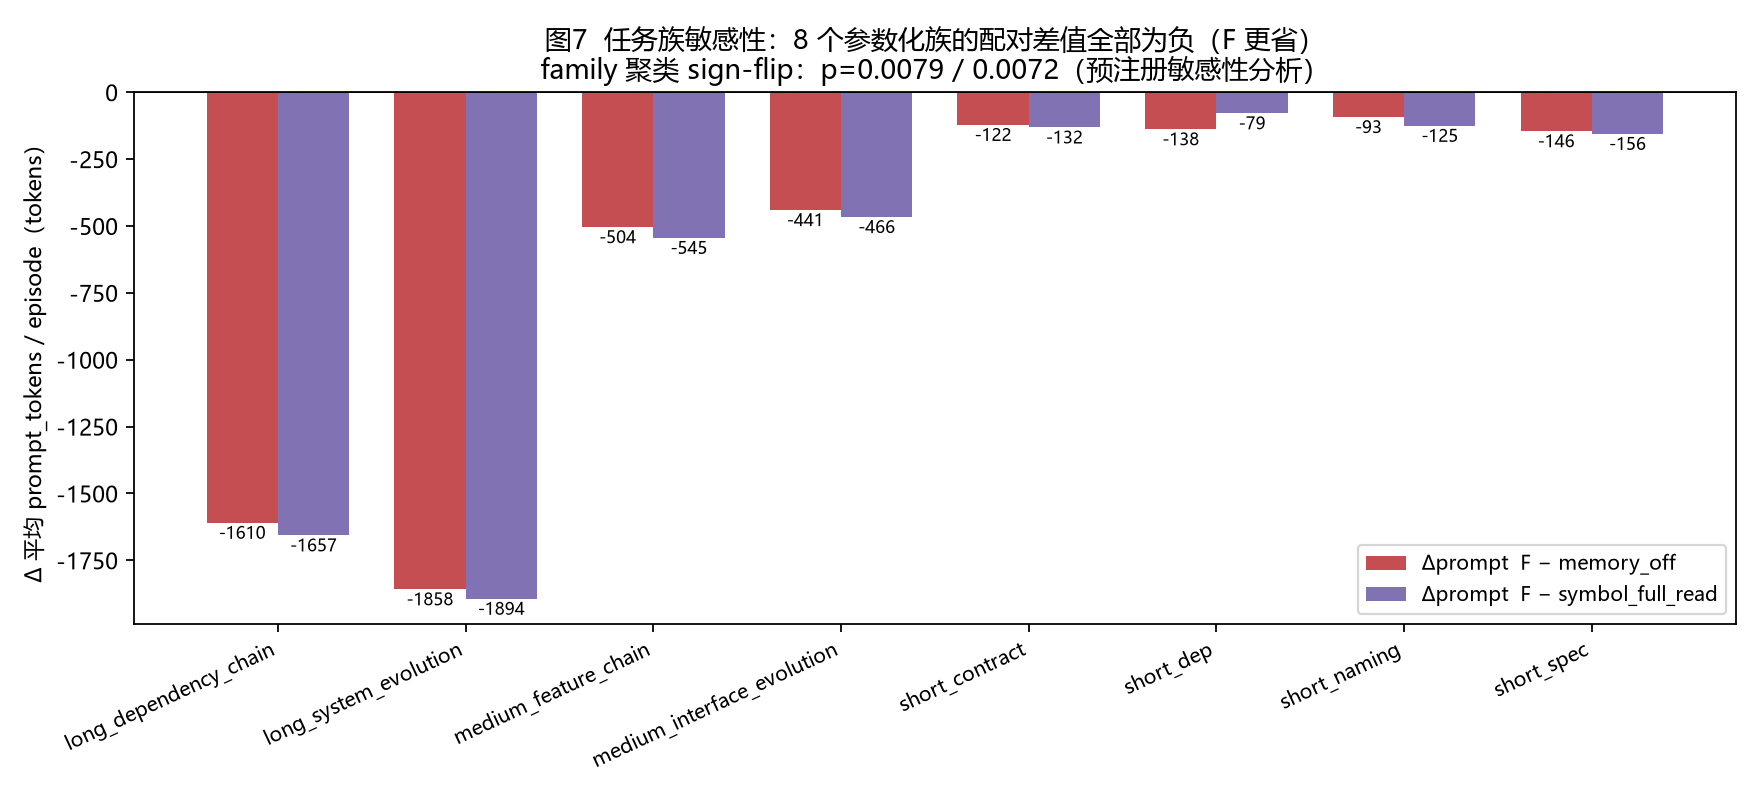 图7  任务族敏感性：8 个参数化族的配对差值全部为负（F 更省）
family 聚类 sign-flip：p=0.0079 / 0.0072（预注册敏感性分析）
Δ 平均 prompt_tokens / episode（tokens）
0
-250
-500
-750
-1000
-1250
-1500
-1750
-1610
-1657
-1858
-1894
-504
-545
-441
-466
-122
-132
-138
-79
-93
-125
-146
-156
Δprompt  F − memory_off
Δprompt  F − symbol_full_read
long_dependency_chain
long_system_evolution
medium_feature_chain
medium_interface_evolution
short_contract
short_dep
short_naming
short_spec